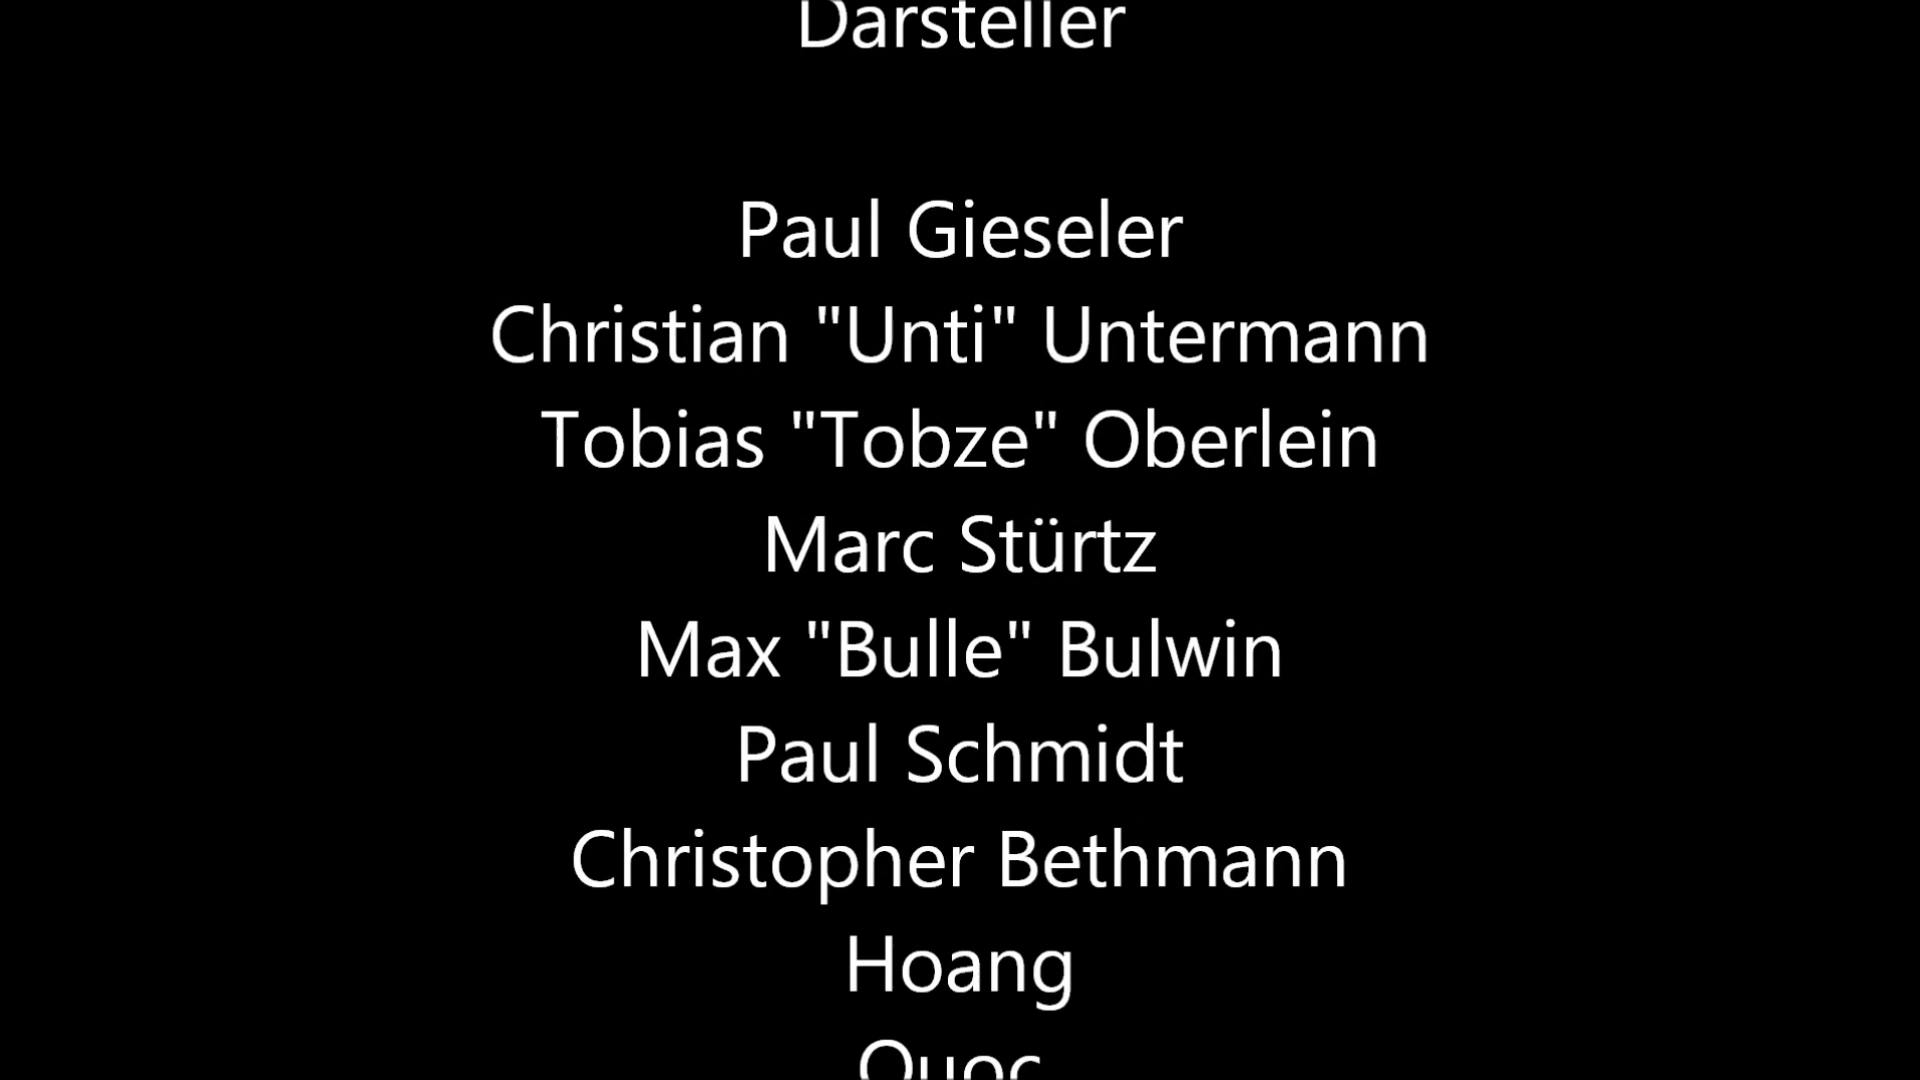 Darsteller
Paul Gieseler
Christian "Unti" Untermann
Tobias "Tobze" Oberlein
Marc Stürtz
Max "Bulle" Bulwin
Paul Schmidt
Christopher Bethmann
Hoang
Quoc